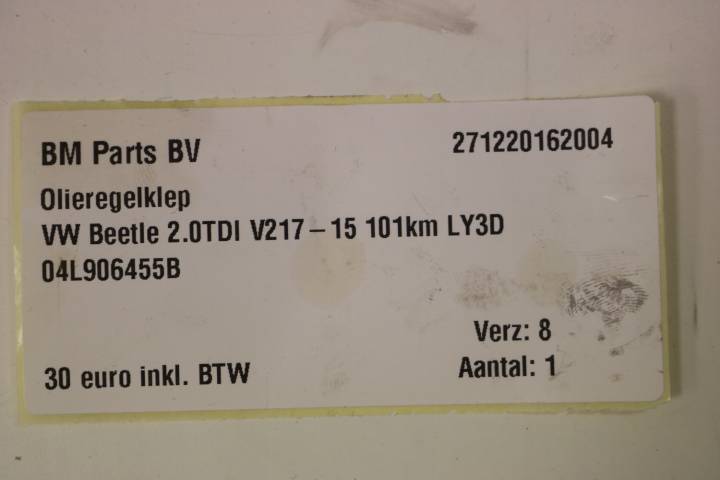 BM Parts BV 271220162004
Olieregelklep
VW Beetle 2.0TDI V217-15 101km LY3D
04L906455B
Verz: 8
30 euro inkl. BTW Aantal: 1